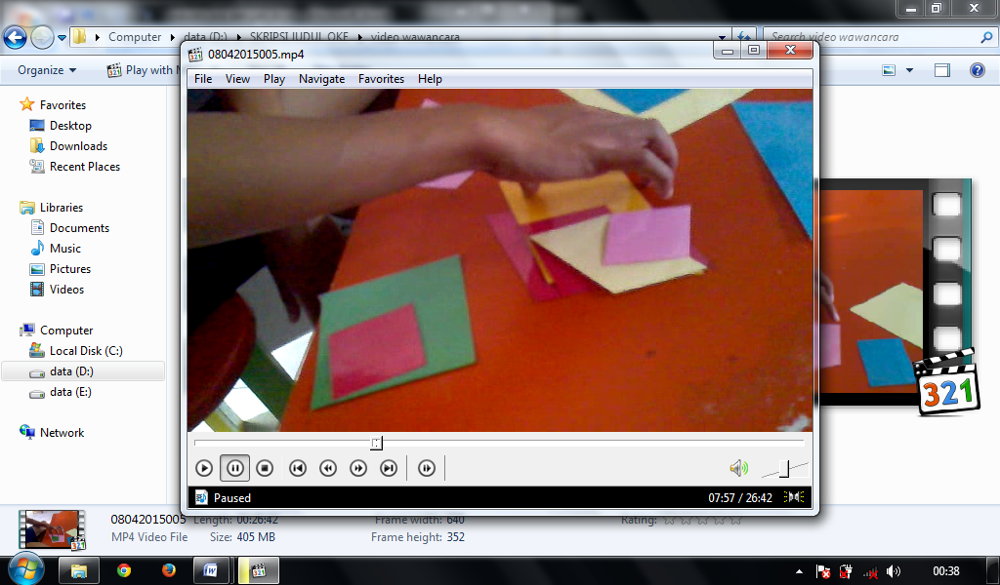 Computer data (D:) SKRIPSI JUDUL OKE video wawancara
Search video wawancara
Organize Play with M
Favorites
Desktop
Downloads
Recent Places
Libraries
Documents
Music
Pictures
Videos
Computer
Local Disk (C:)
data (D:)
data (E:)
Network
08042015005.mp4
File View Play Navigate Favorites Help
Paused 07:57 / 26:42
321
08042015005 Length: 00:26:42 Frame width: 640 Rating:
MP4 Video File Size: 405 MB Frame height: 352
00:38